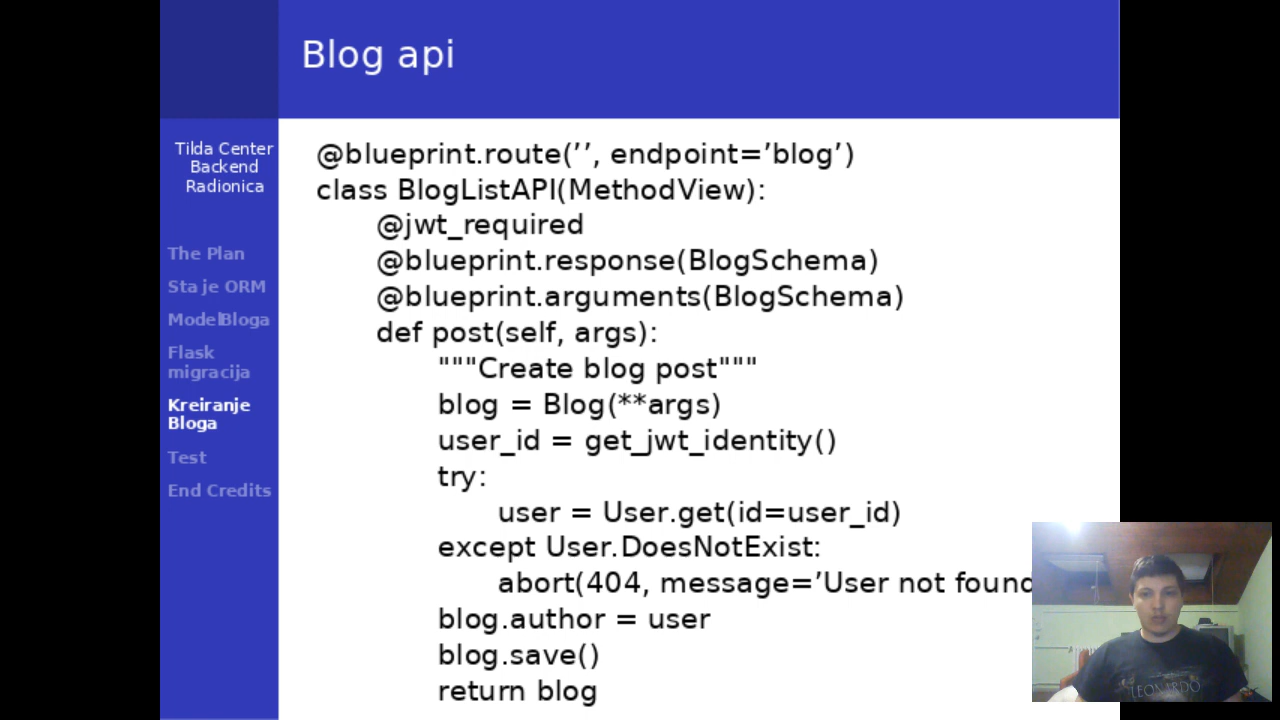 Blog api
Tilda Center
Backend
Radionica
The Plan
Sta je ORM
Model Bloga
Flask
migracija
Kreiranje
Bloga
Test
End Credits
@blueprint.route(’’, endpoint=’blog’)
class BlogListAPI(MethodView):
@jwt_required
@blueprint.response(BlogSchema)
@blueprint.arguments(BlogSchema)
def post(self, args):
"""Create blog post"""
blog = Blog(**args)
user_id = get_jwt_identity()
try:
user = User.get(id=user_id)
except User.DoesNotExist:
abort(404, message=’User not found
blog.author = user
blog.save()
return blog
LEONARDO